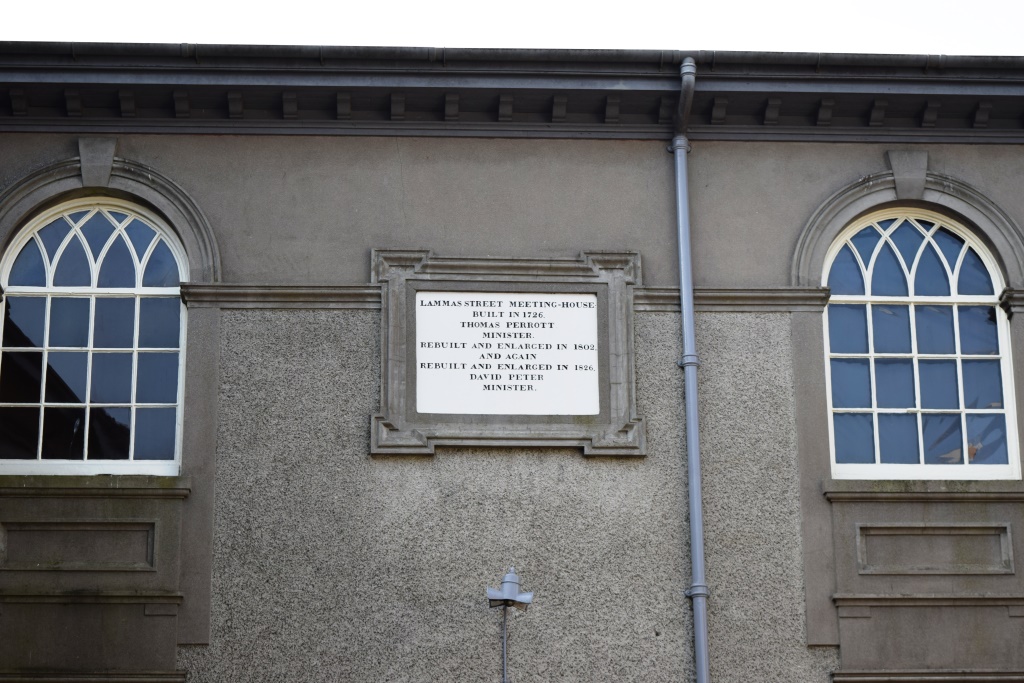 LAMMAS STREET MEETING-HOUSE
BUILT IN 1726.
THOMAS PERROTT
MINISTER.
REBUILT AND ENLARGED IN 1802.
AND AGAIN
REBUILT AND ENLARGED IN 1826.
DAVID PETER
MINISTER.